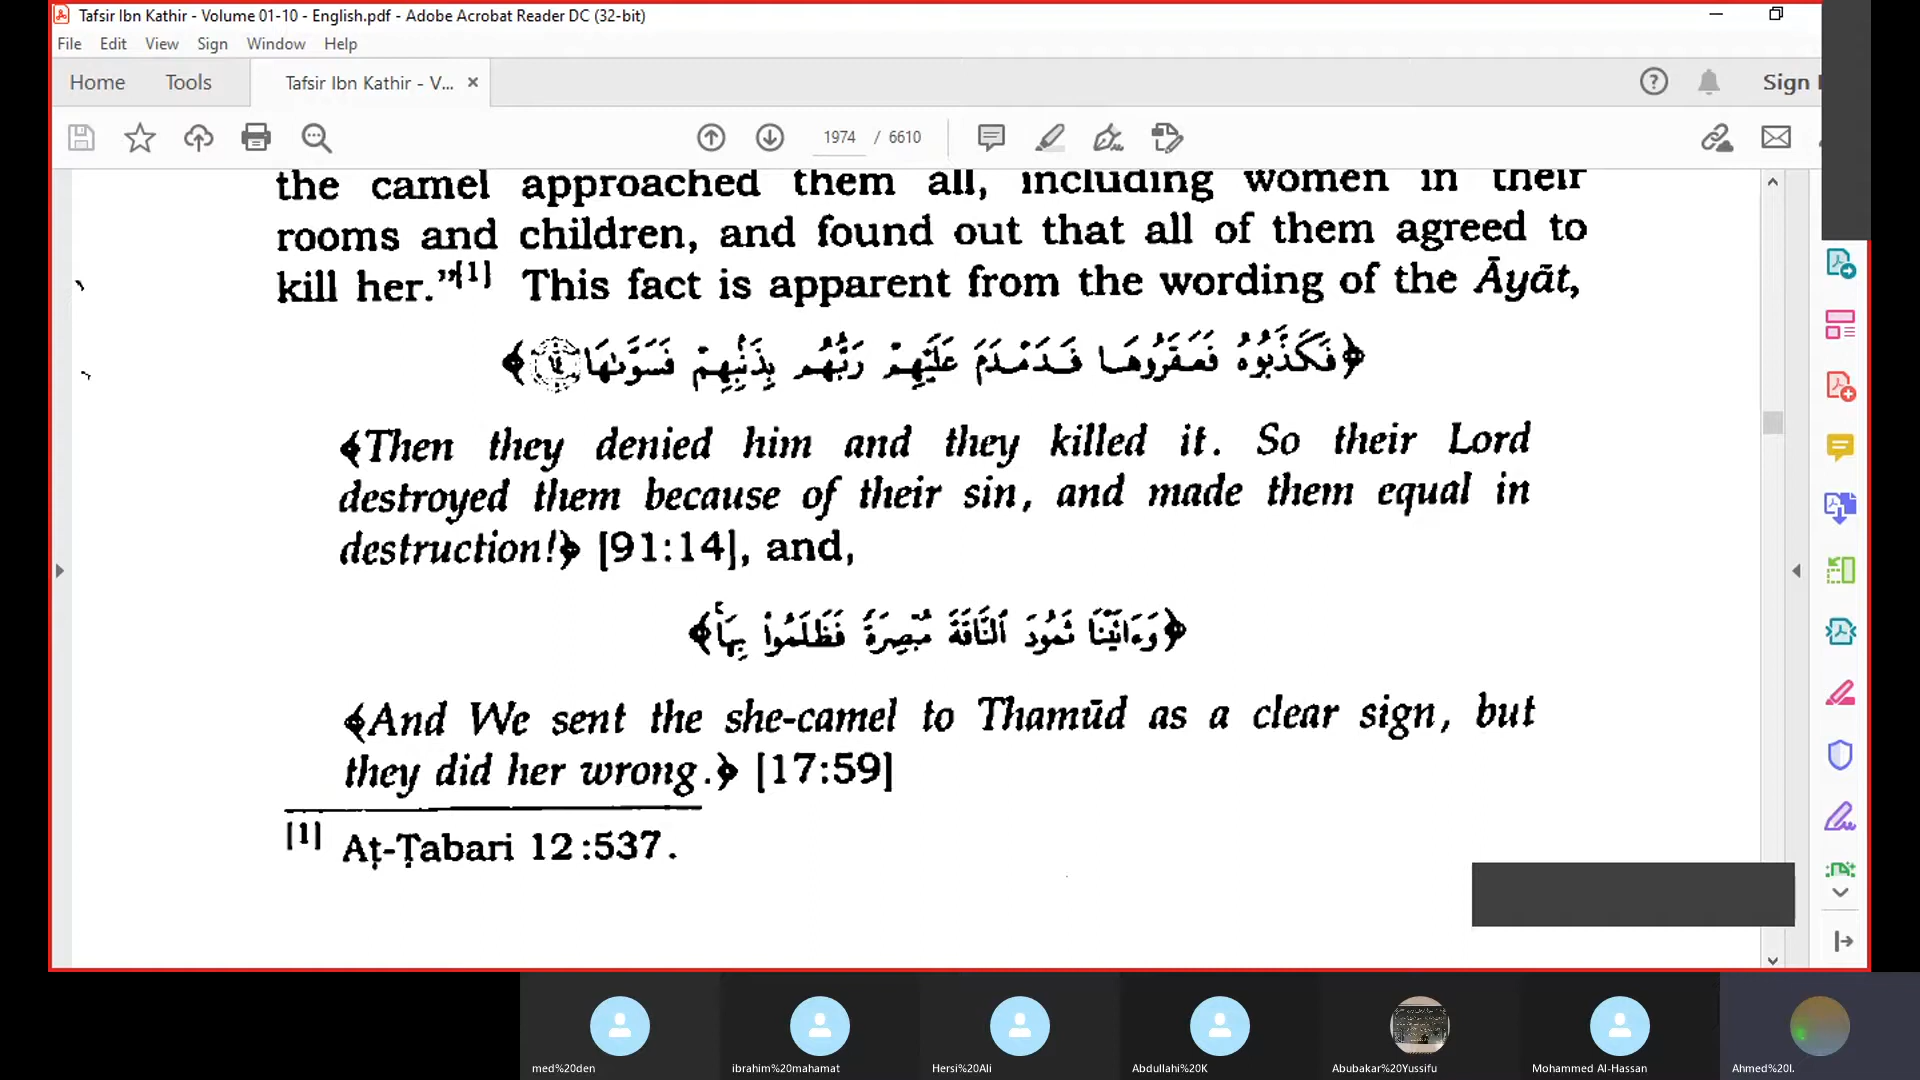 Tafsir Ibn Kathir - Volume 01-10 - English.pdf - Adobe Acrobat Reader DC (32-bit)
File Edit View Sign Window Help
Home Tools Tafsir Ibn Kathir - V... × Sign
1974 / 6610
the camel approached them all, including women in their
rooms and children, and found out that all of them agreed to
kill her.”[1] This fact is apparent from the wording of the Āyāt,
﴿فَكَذَّبُوهُ فَعَقَرُوهَا فَدَمْدَمَ عَلَيْهِمْ رَبُّهُم بِذَنۢبِهِمْ فَسَوَّىٰهَا ١٤﴾
﴾Then they denied him and they killed it. So their Lord
destroyed them because of their sin, and made them equal in
destruction!﴿ [91:14], and,
﴿وَءَاتَيْنَا ثَمُودَ ٱلنَّاقَةَ مُبْصِرَةً فَظَلَمُوا۟ بِهَا ۚ﴾
﴾And We sent the she-camel to Thamūd as a clear sign, but
they did her wrong.﴿ [17:59]
[1] Aṭ-Ṭabari 12:537.
med%20den ibrahim%20mahamat Hersi%20Ali Abdullahi%20K Abubakar%20Yussifu Mohammed Al-Hassan Ahmed%20I.